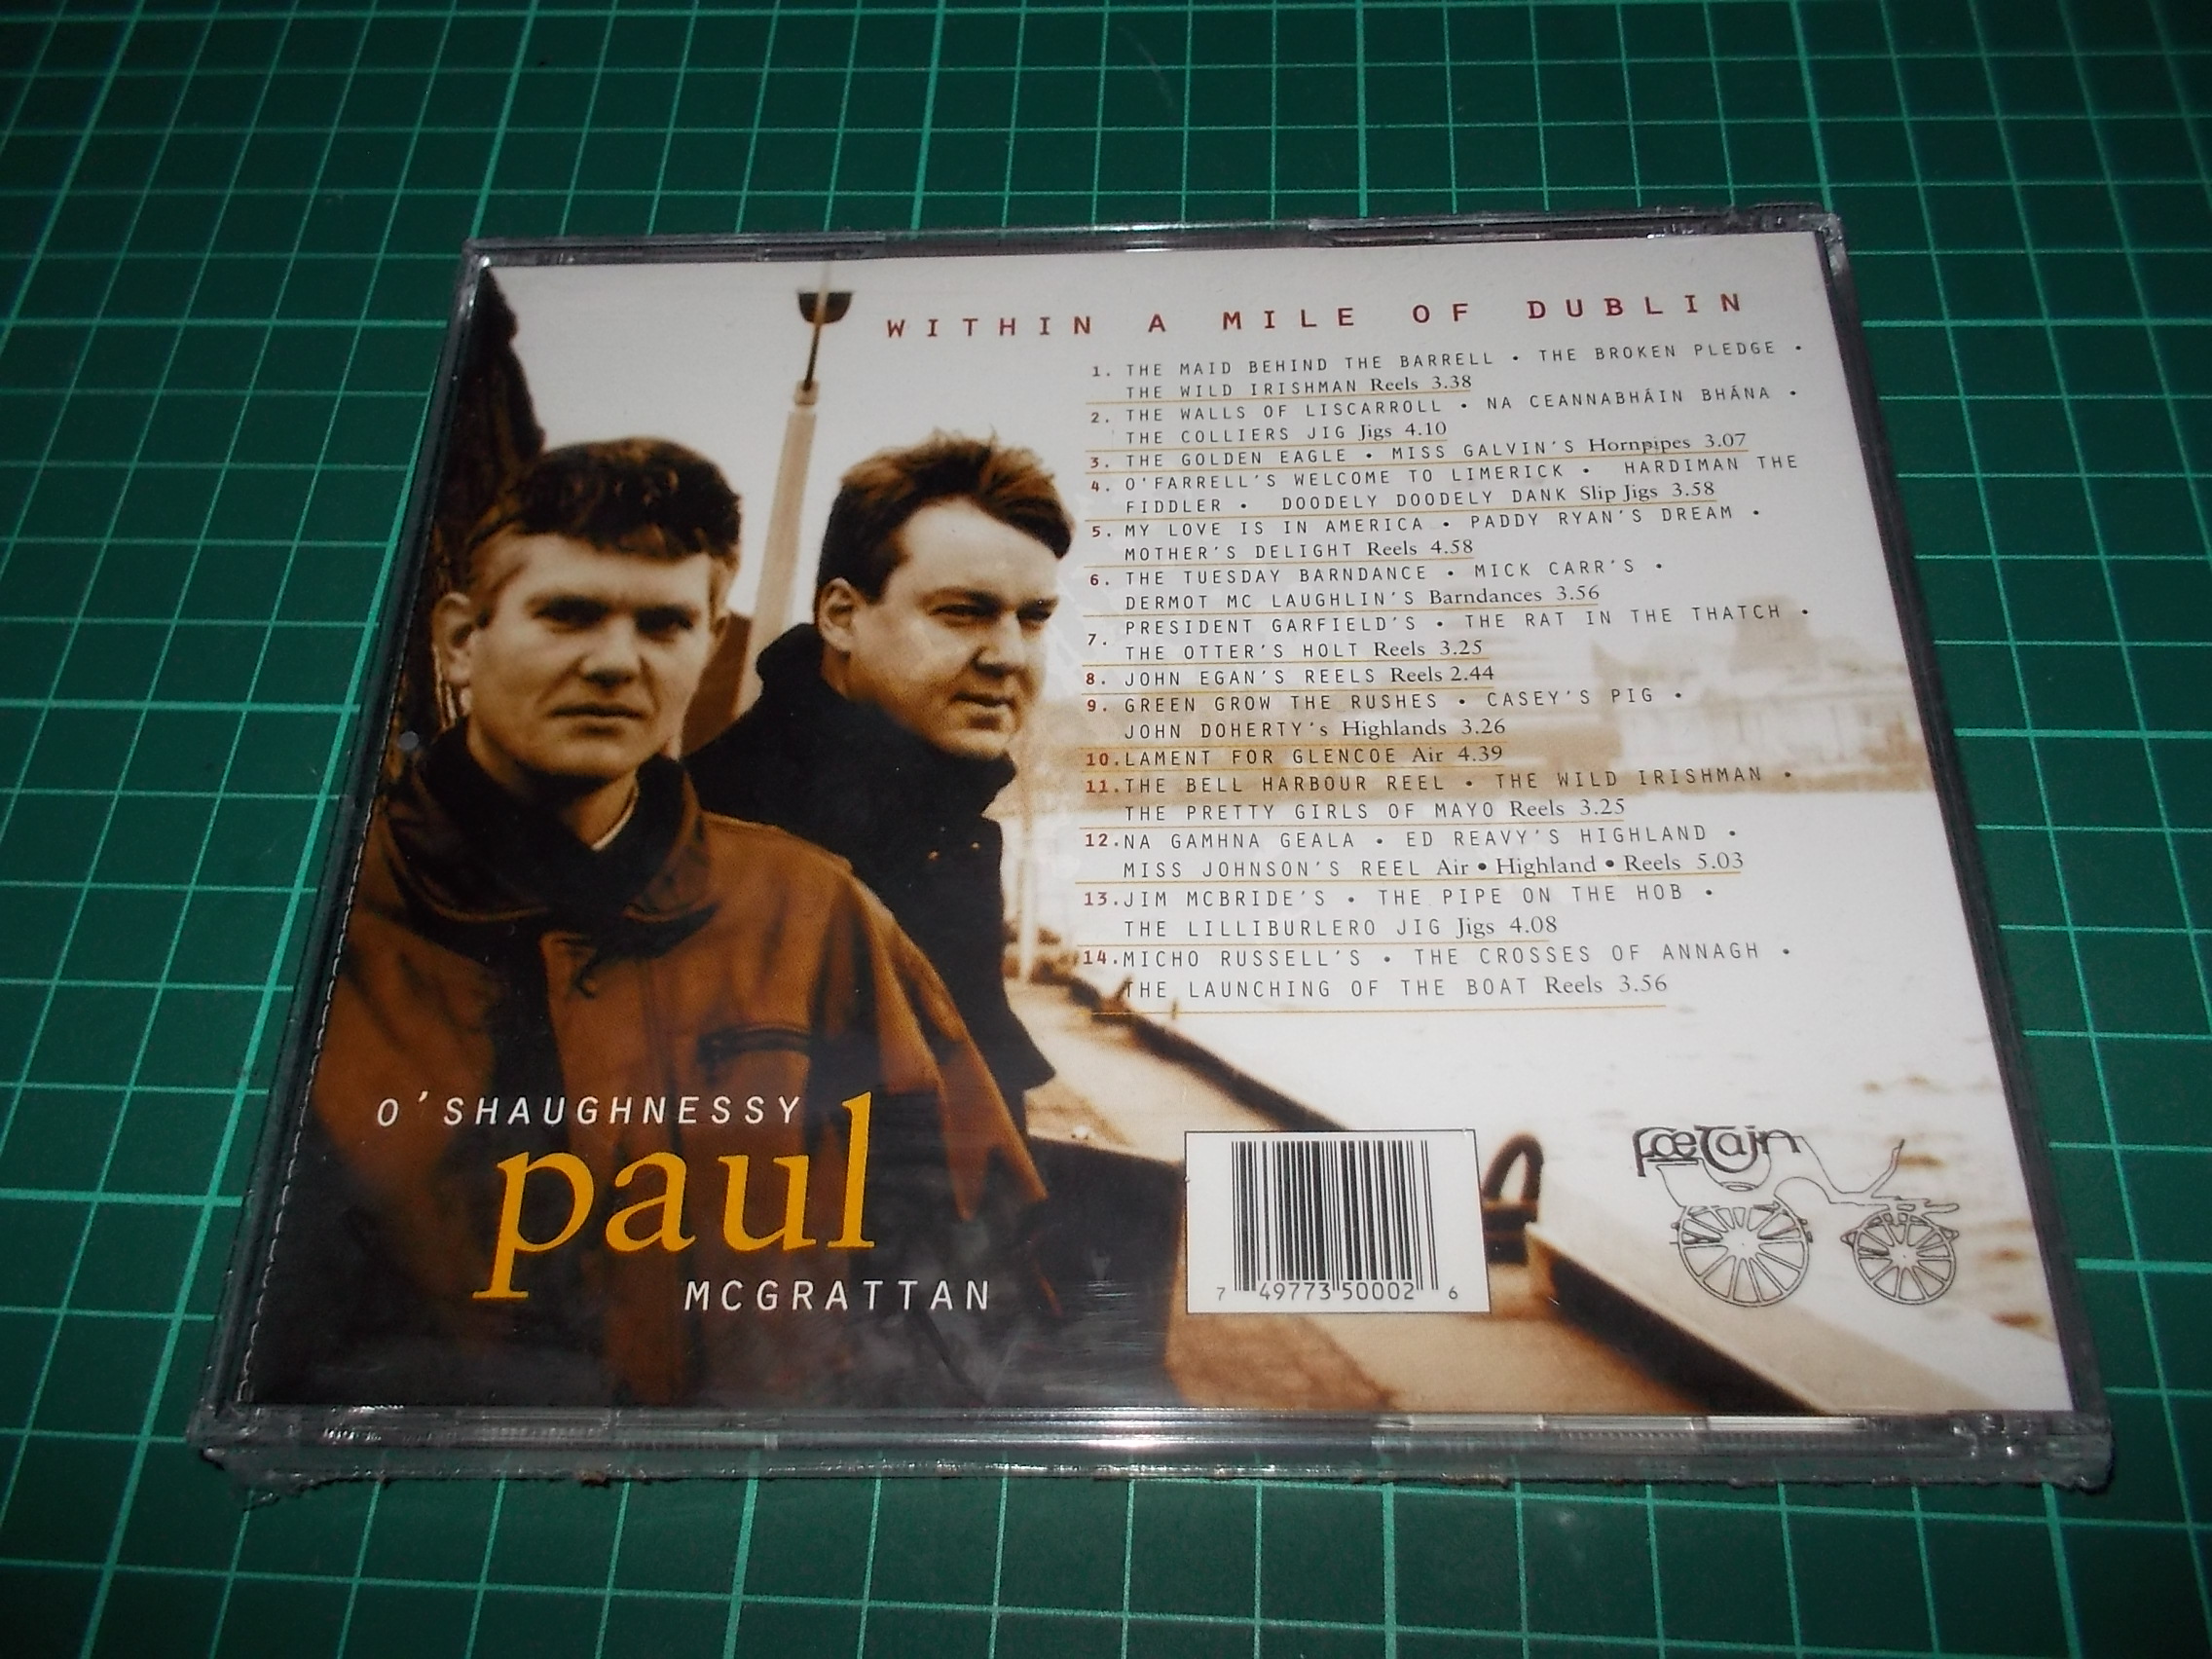 WITHIN A MILE OF DUBLIN
1. THE MAID BEHIND THE BARRELL • THE BROKEN PLEDGE •
THE WILD IRISHMAN Reels 3.38
2. THE WALLS OF LISCARROLL • NA CEANNABHÁIN BHÁNA •
THE COLLIERS JIG Jigs 4.10
3. THE GOLDEN EAGLE • MISS GALVIN'S Hornpipes 3.07
4. O'FARRELL'S WELCOME TO LIMERICK • HARDIMAN THE
FIDDLER • DOODELY DOODELY DANK Slip Jigs 3.58
5. MY LOVE IS IN AMERICA • PADDY RYAN'S DREAM •
MOTHER'S DELIGHT Reels 4.58
6. THE TUESDAY BARNDANCE • MICK CARR'S •
DERMOT MC LAUGHLIN'S Barndances 3.56
7. PRESIDENT GARFIELD'S • THE RAT IN THE THATCH •
THE OTTER'S HOLT Reels 3.25
8. JOHN EGAN'S REELS Reels 2.44
9. GREEN GROW THE RUSHES • CASEY'S PIG •
JOHN DOHERTY's Highlands 3.26
10. LAMENT FOR GLENCOE Air 4.39
11. THE BELL HARBOUR REEL • THE WILD IRISHMAN •
THE PRETTY GIRLS OF MAYO Reels 3.25
12. NA GAMHNA GEALA • ED REAVY'S HIGHLAND •
MISS JOHNSON'S REEL Air • Highland • Reels 5.03
13. JIM MCBRIDE'S • THE PIPE ON THE HOB •
THE LILLIBURLERO JIG Jigs 4.08
14. MICHO RUSSELL'S • THE CROSSES OF ANNAGH •
THE LAUNCHING OF THE BOAT Reels 3.56
O'SHAUGHNESSY
paul
MCGRATTAN
7 49773 50002 6
faetain